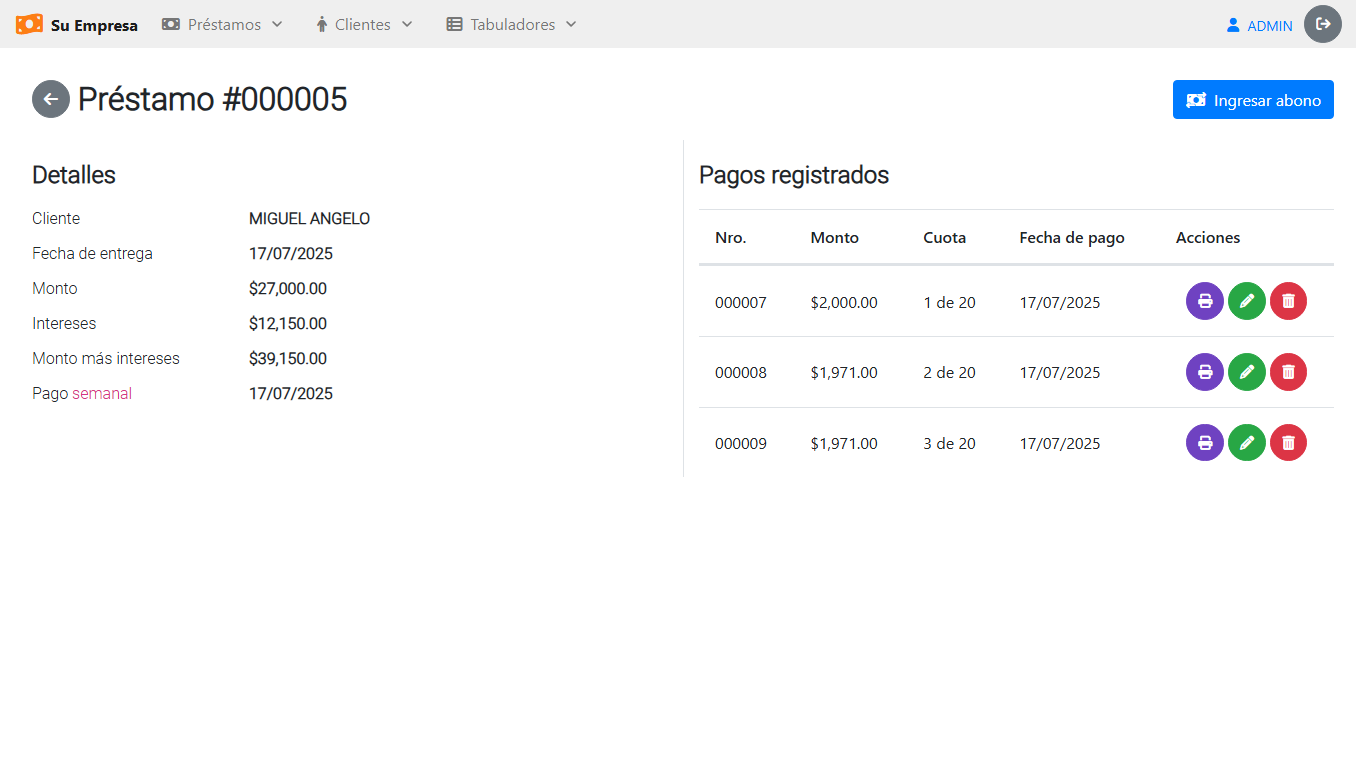 Su Empresa Préstamos Clientes Tabuladores ADMIN
Préstamo #000005 Ingresar abono
Detalles
Cliente MIGUEL ANGELO
Fecha de entrega 17/07/2025
Monto $27,000.00
Intereses $12,150.00
Monto más intereses $39,150.00
Pago semanal 17/07/2025
Pagos registrados
Nro. Monto Cuota Fecha de pago Acciones
000007 $2,000.00 1 de 20 17/07/2025
000008 $1,971.00 2 de 20 17/07/2025
000009 $1,971.00 3 de 20 17/07/2025